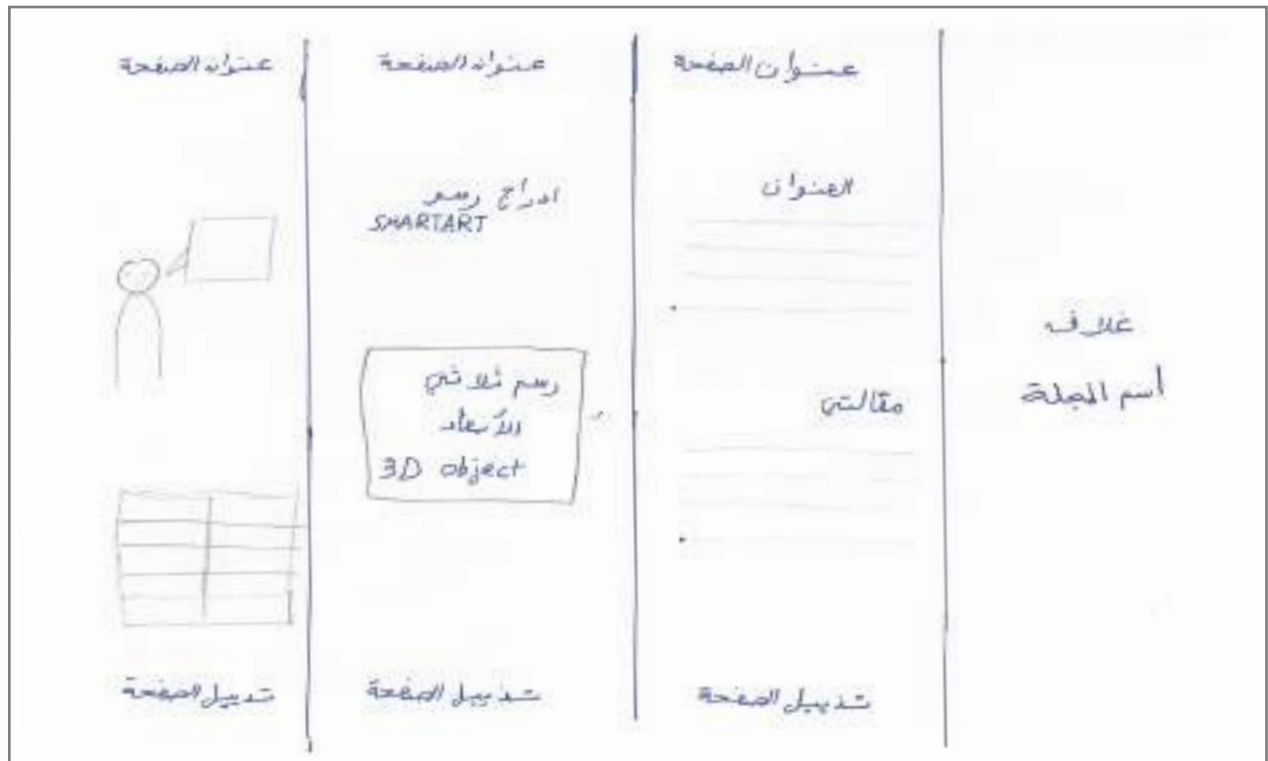 غلاف
أسم المجلة
عنوان الصفحة
العنوان
مقالتي
تذييل الصفحة
عنوان الصفحة
ادراج رسم
SMARTART
رسم ثلاثي
الأبعاد
3D object
تذييل الصفحة
عنوان الصفحة
تذييل الصفحة